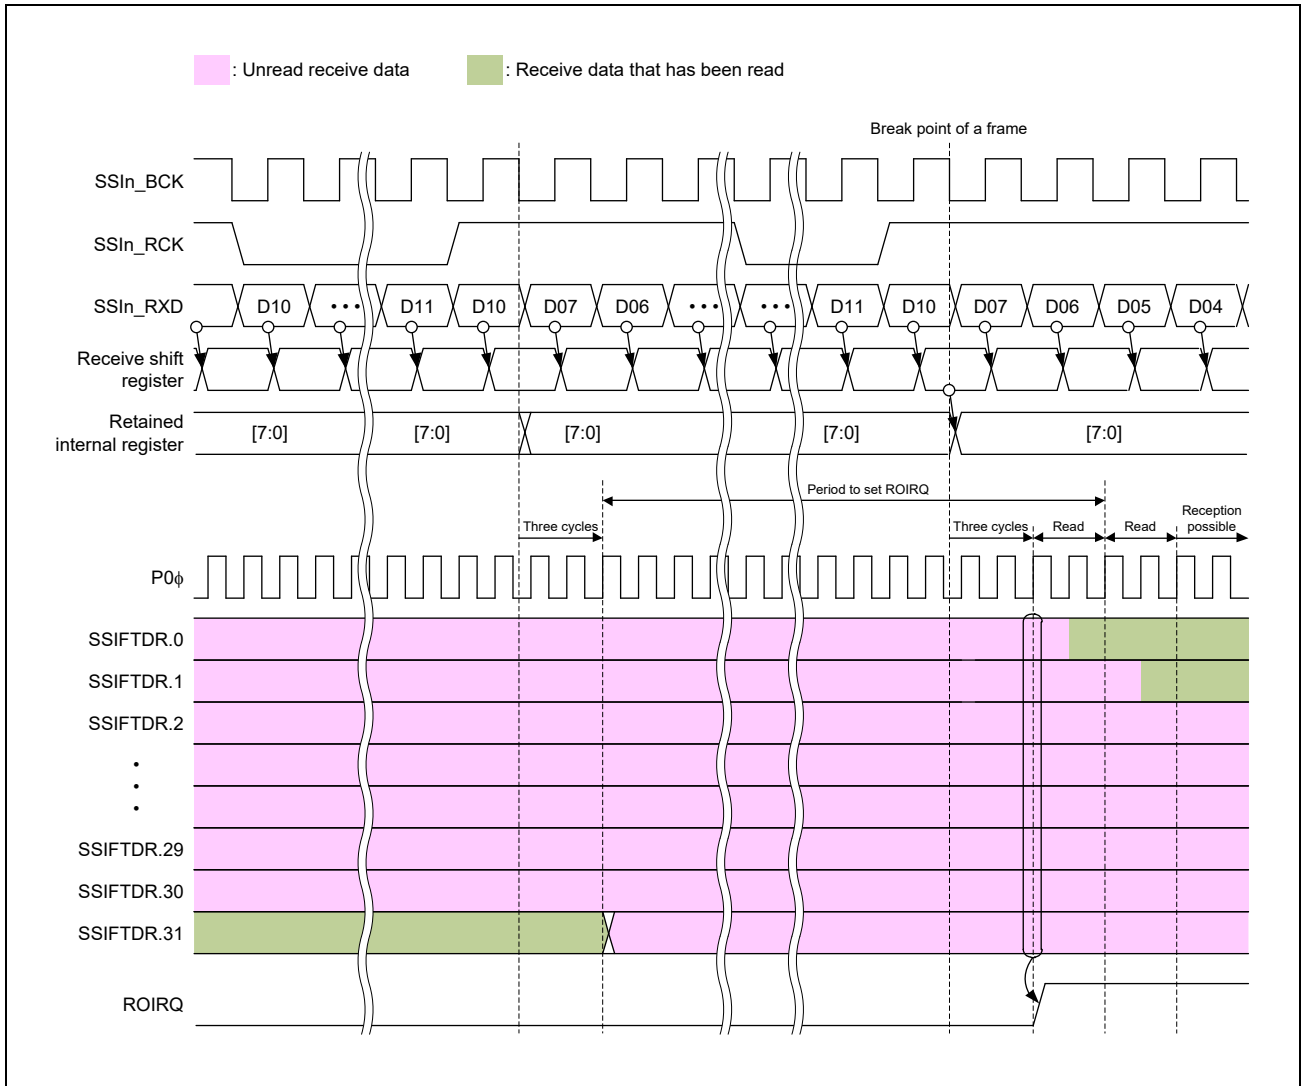 : Unread receive data
: Receive data that has been read
Break point of a frame
SSIn_BCK
SSIn_RCK
SSIn_RXD
D10
• • •
D11
D10
D07
D06
• • •
• • •
D11
D10
D07
D06
D05
D04
Receive shift
register
Retained
internal register
[7:0]
[7:0]
[7:0]
[7:0]
[7:0]
Period to set ROIRQ
Three cycles
Three cycles
Read
Read
Reception
possible
P0ϕ
SSIFTDR.0
SSIFTDR.1
SSIFTDR.2
•
•
•
SSIFTDR.29
SSIFTDR.30
SSIFTDR.31
ROIRQ